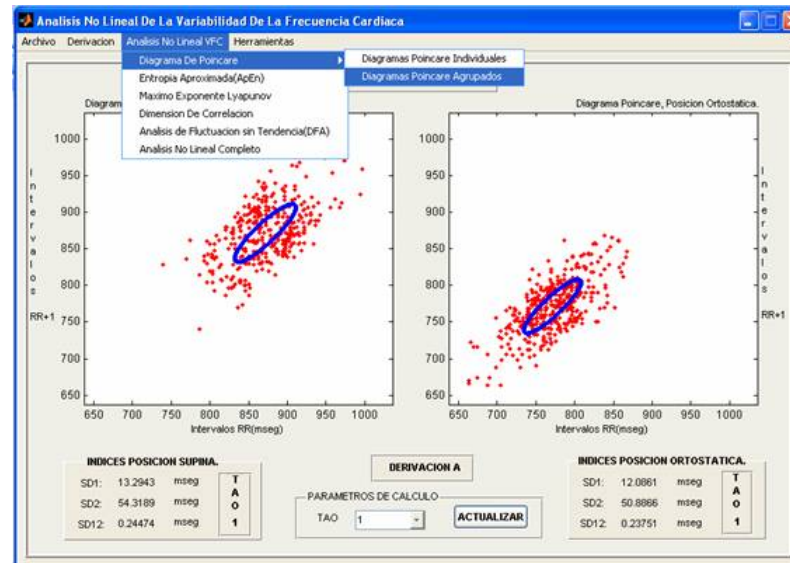 Analisis No Lineal De La Variabilidad De La Frecuencia Cardiaca
Archivo Derivacion Analisis No Lineal VFC Herramientas
Diagrama De Poincare
Entropia Aproximada(ApEn)
Maximo Exponente Lyapunov
Dimension De Correlacion
Analisis de Fluctuacion sin Tendencia(DFA)
Analisis No Lineal Completo
Diagramas Poincare Individuales
Diagramas Poincare Agrupados
Diagrama Poincare, Posicion Ortostatica.
Intervalos
RR+1
1000
950
900
850
800
750
700
650
650 700 750 800 850 900 950 1000
Intervalos RR(mseg)
1000
950
900
850
800
750
700
650
650 700 750 800 850 900 950 1000
Intervalos RR(mseg)
Intervalos
RR+1
INDICES POSICION SUPINA.
SD1: 13.2943 mseg
SD2: 54.3189 mseg
SD12: 0.24474 mseg
TAO
1
DERIVACION A
PARAMETROS DE CALCULO
TAO 1 ACTUALIZAR
INDICES POSICION ORTOSTATICA.
SD1: 12.0861 mseg
SD2: 50.8866 mseg
SD12: 0.23751 mseg
TAO
1